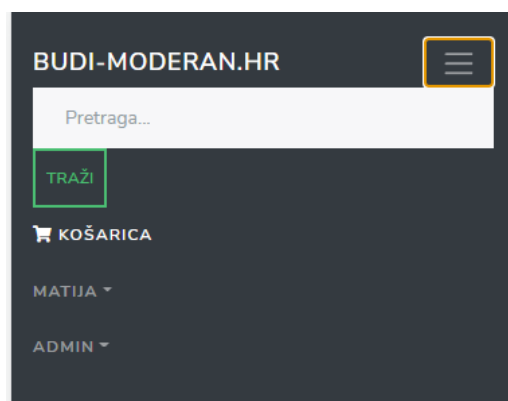 BUDI-MODERAN.HR
Pretraga...
TRAŽI
KOŠARICA
MATIJA
ADMIN